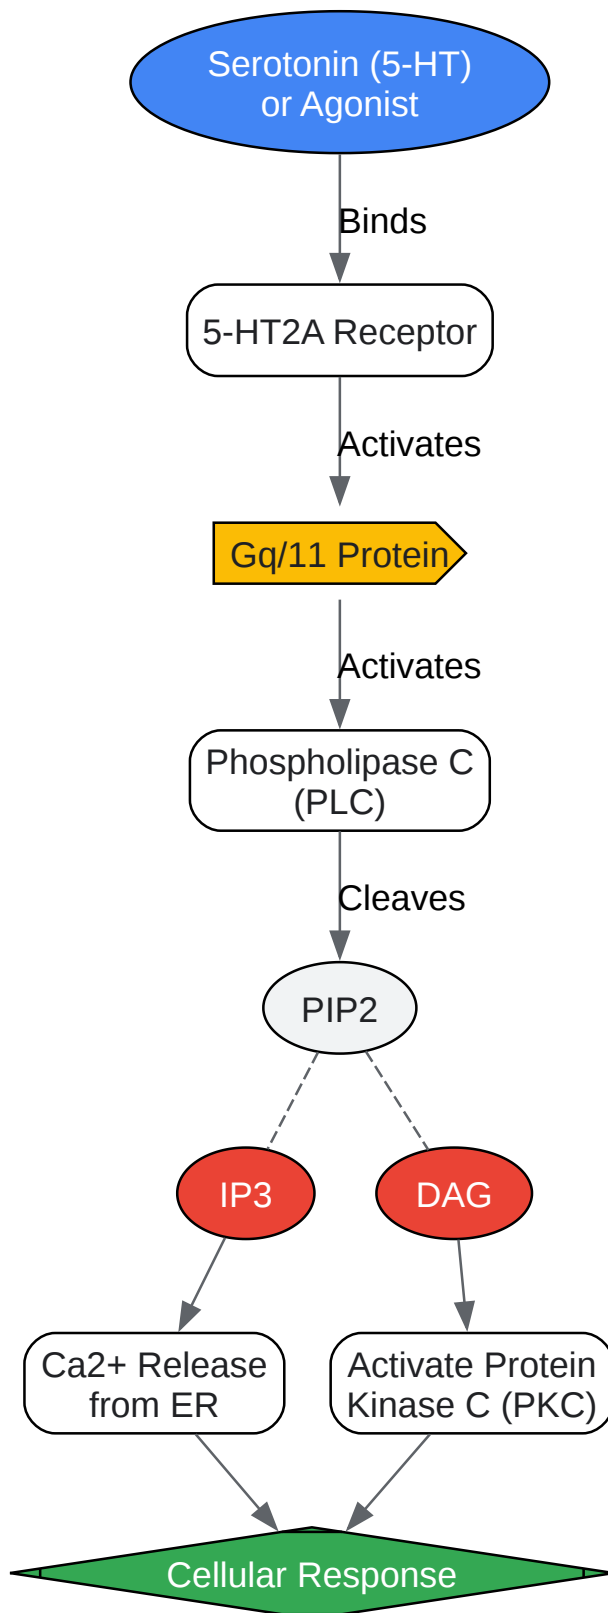 Serotonin (5-HT)
or Agonist
Binds
5-HT2A Receptor
Activates
Gq/11 Protein
Activates
Phospholipase C
(PLC)
Cleaves
PIP2
IP3
DAG
Ca2+ Release
from ER
Activate Protein
Kinase C (PKC)
Cellular Response